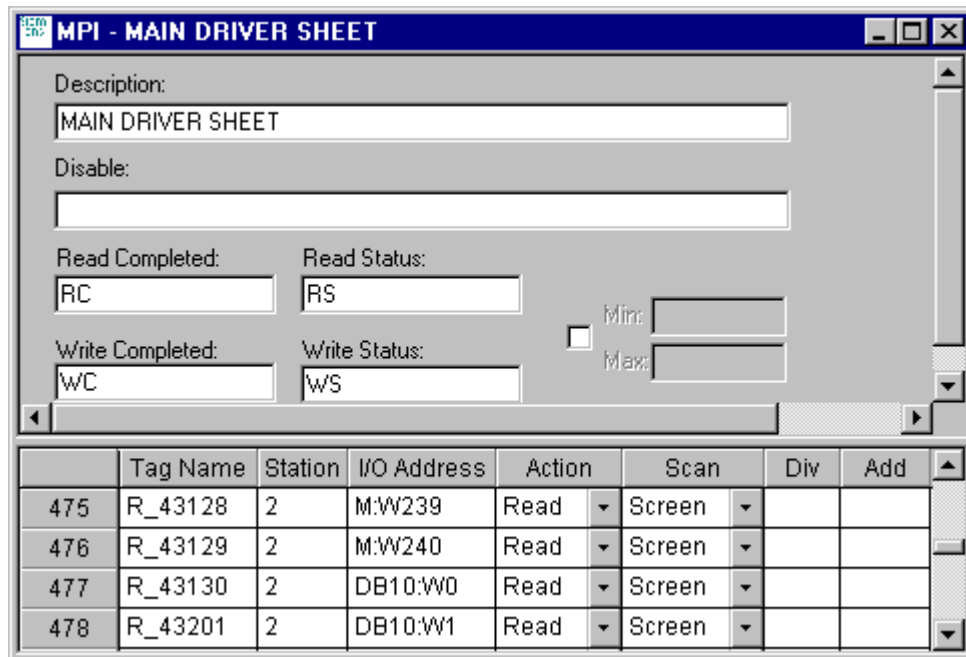 MPI - MAIN DRIVER SHEET
Description:
MAIN DRIVER SHEET
Disable:
Read Completed: Read Status:
RC RS
Min:
Write Completed: Write Status:
Max:
WC WS
Tag Name Station I/O Address Action Scan Div Add
475 R_43128 2 M:W239 Read Screen
476 R_43129 2 M:W240 Read Screen
477 R_43130 2 DB10:W0 Read Screen
478 R_43201 2 DB10:W1 Read Screen